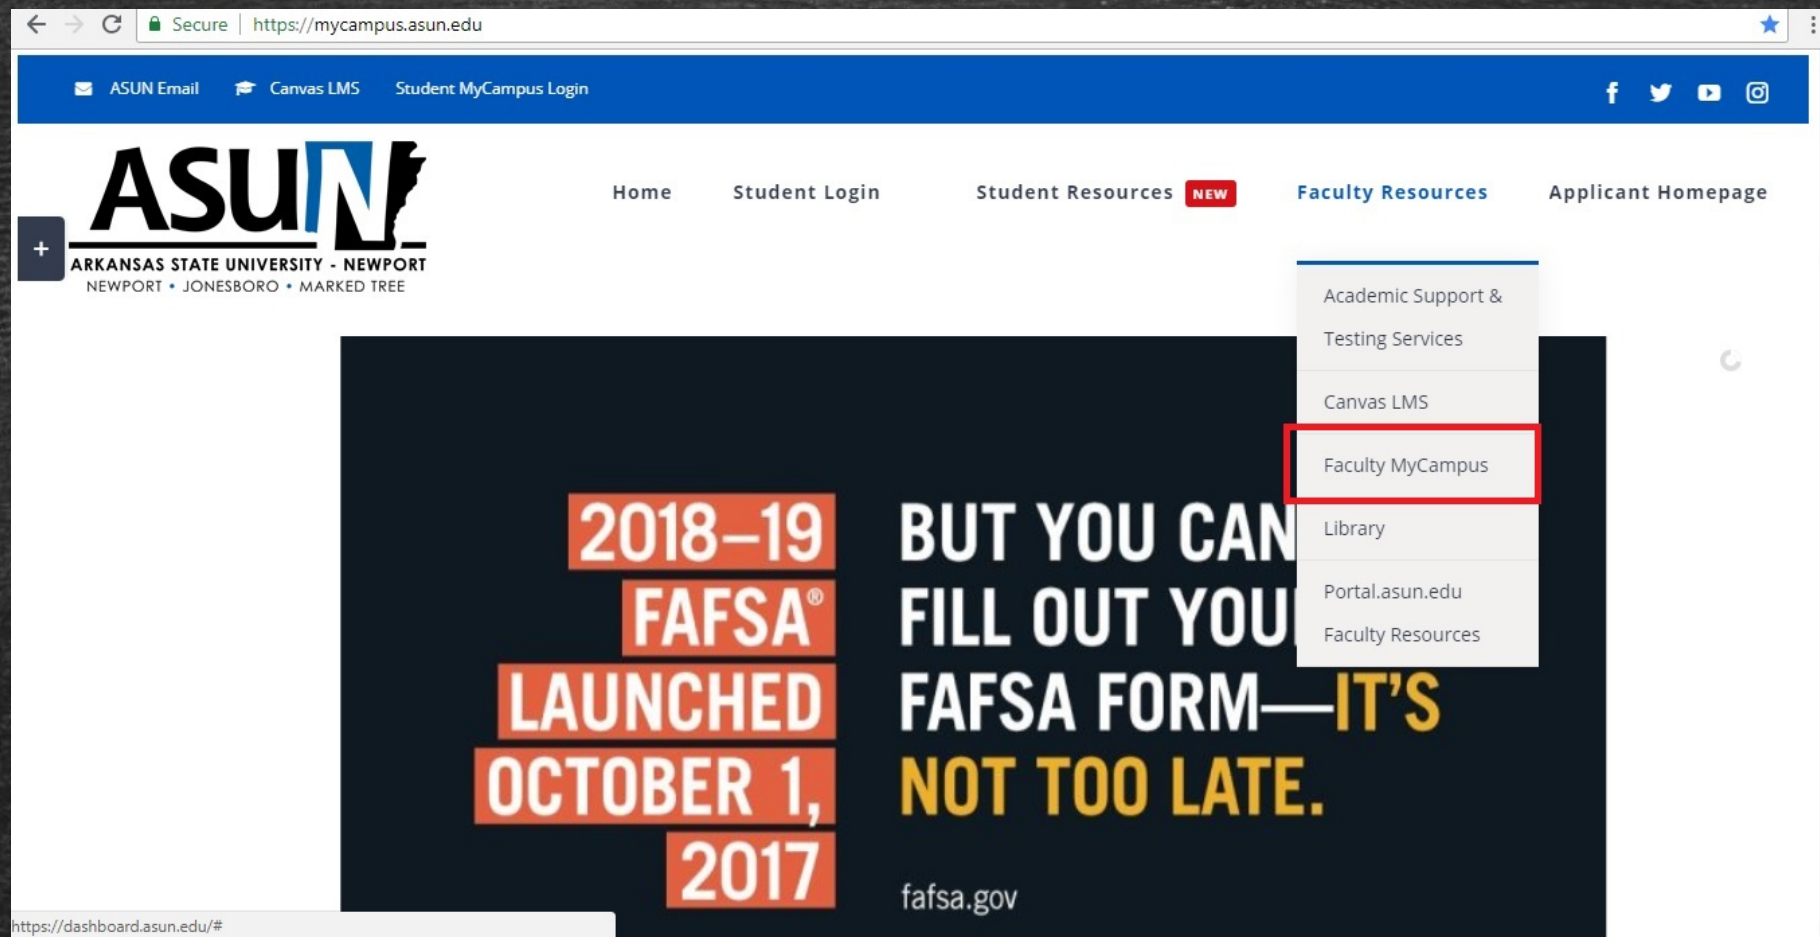 Secure | https://mycampus.asun.edu
ASUN Email Canvas LMS Student MyCampus Login
ASUN
ARKANSAS STATE UNIVERSITY - NEWPORT
NEWPORT • JONESBORO • MARKED TREE
+
Home Student Login Student Resources NEW Faculty Resources Applicant Homepage
Academic Support &
Testing Services
Canvas LMS
Faculty MyCampus
Library
Portal.asun.edu
Faculty Resources
2018–19
FAFSA®
LAUNCHED
OCTOBER 1,
2017
BUT YOU CAN
FILL OUT YOU
FAFSA FORM—IT'S
NOT TOO LATE.
fafsa.gov
https://dashboard.asun.edu/#